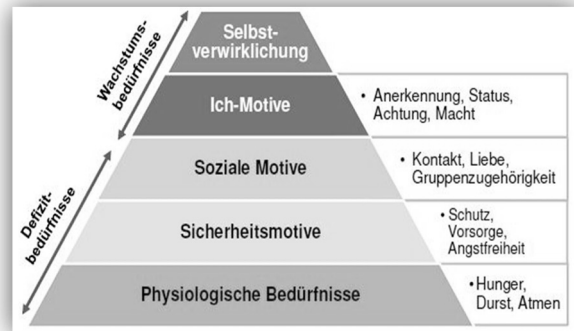 Wachstums-
bedürfnisse
Defizit-
bedürfnisse
Selbst-
verwirklichung
Ich-Motive
• Anerkennung, Status,
Achtung, Macht
Soziale Motive
• Kontakt, Liebe,
Gruppenzugehörigkeit
Sicherheitsmotive
• Schutz,
Vorsorge,
Angstfreiheit
Physiologische Bedürfnisse
• Hunger,
Durst, Atmen